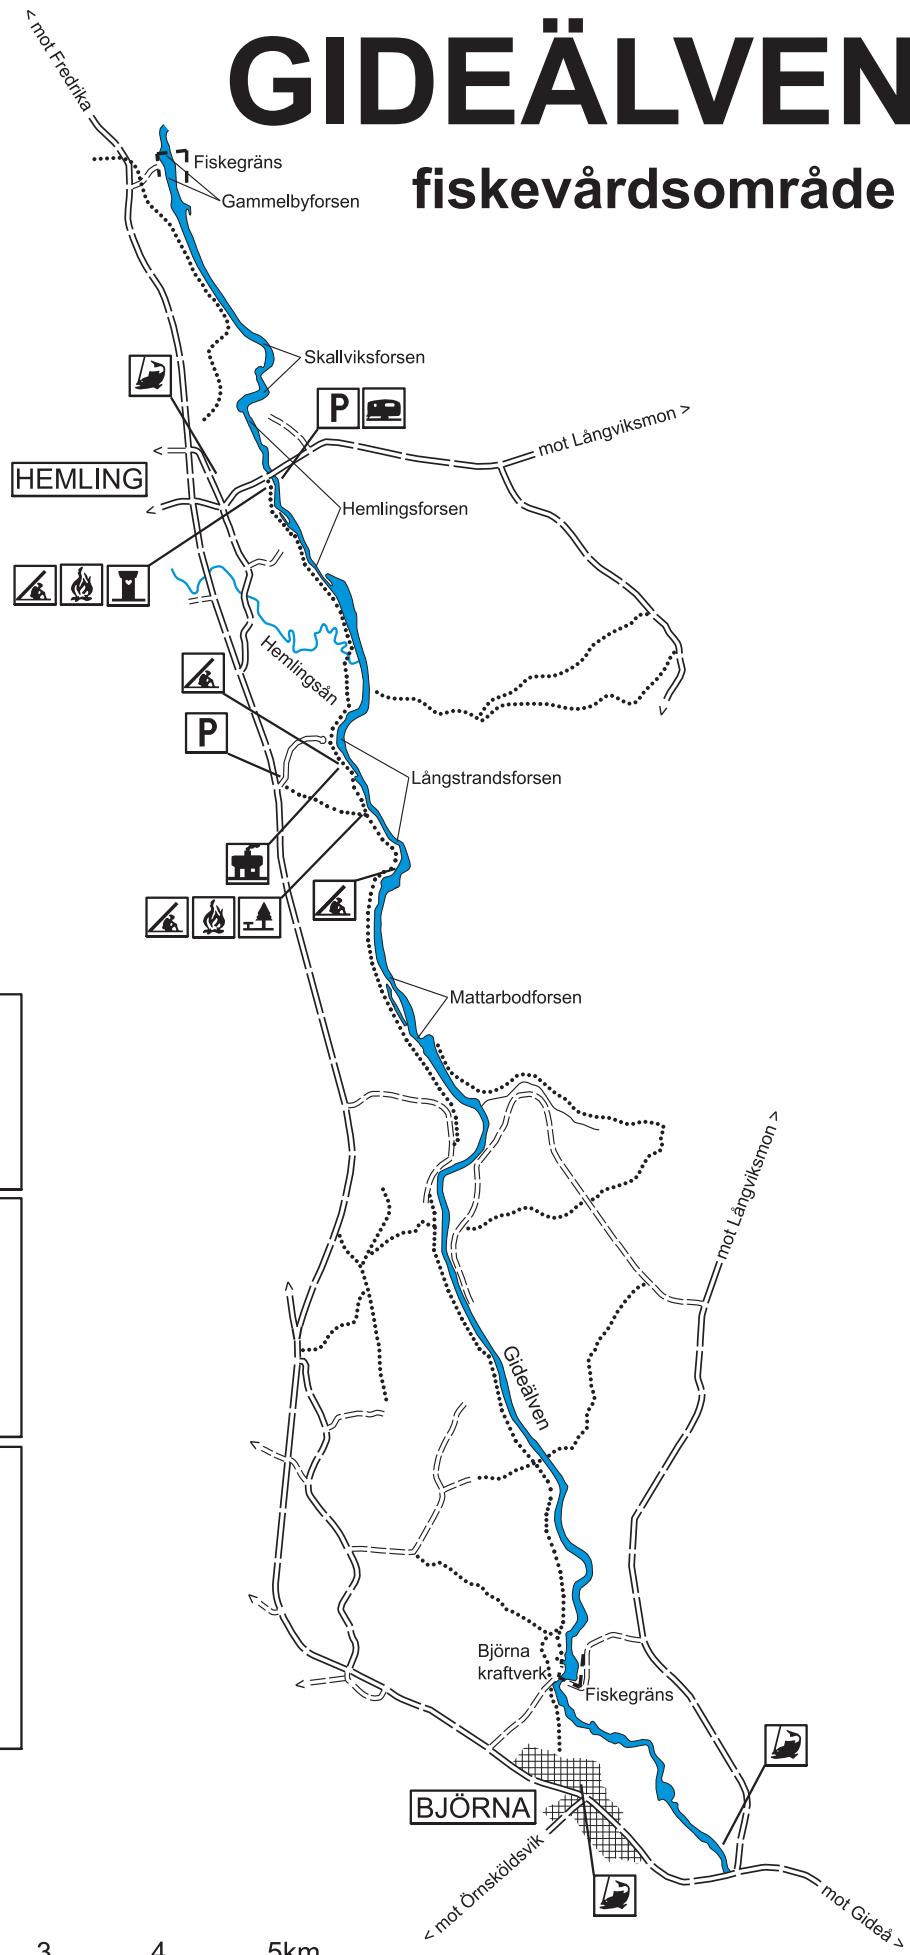 GIDEÄLVEN
fiskevårdsområde
< mot Fredrika
Fiskegräns
Gammelbyforsen
Skallviksforsen
P
mot Långviksmon >
HEMLING
Hemlingsforsen
Hemlingsån
P
Långstrandsforsen
Mattarbodforsen
mot Långviksmon >
Gideälven
Björna
kraftverk
Fiskegräns
BJÖRNA
< mot Örnsköldsvik
mot Gideå >
3 4 5km